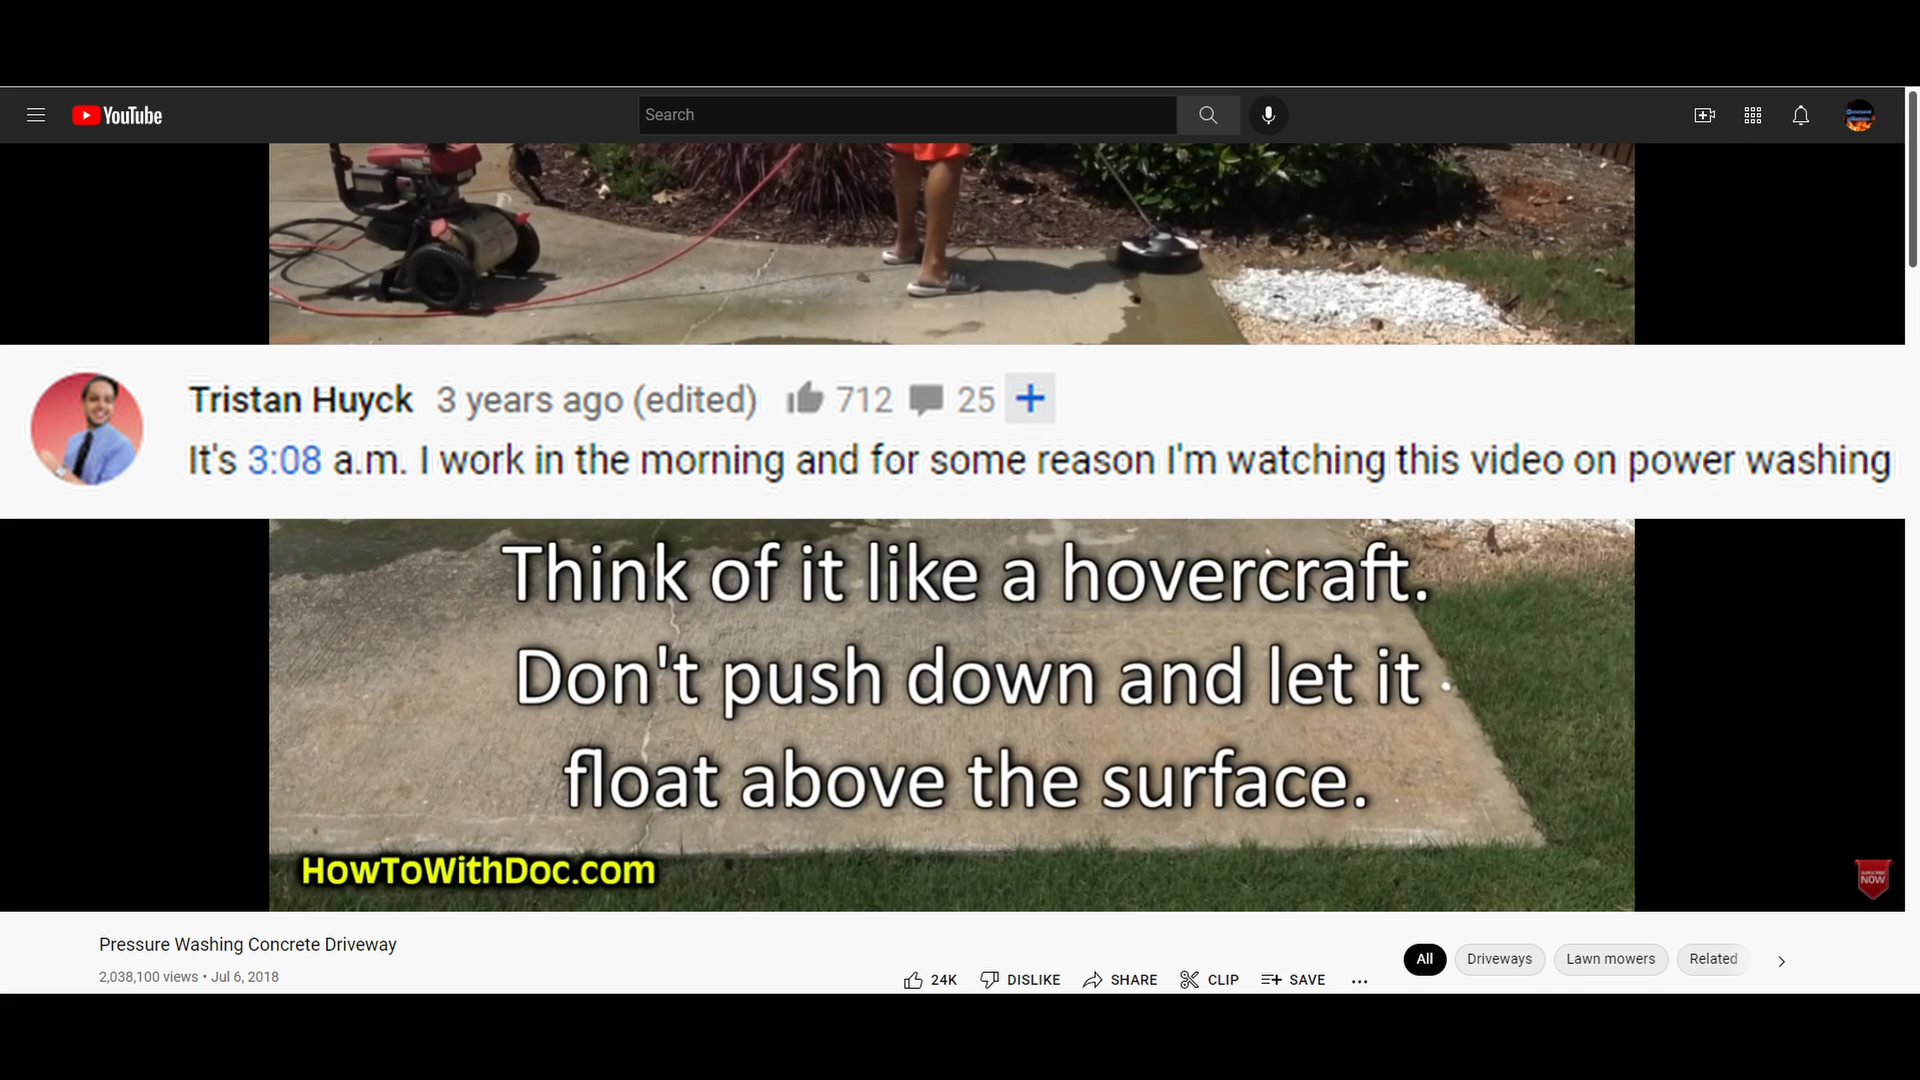 YouTube
Search
Tristan Huyck 3 years ago (edited) 712 25 +
It's 3:08 a.m. I work in the morning and for some reason I'm watching this video on power washing
Think of it like a hovercraft.
Don't push down and let it
float above the surface.
HowToWithDoc.com
SUBSCRIBE
NOW
Pressure Washing Concrete Driveway
2,038,100 views • Jul 6, 2018
24K DISLIKE SHARE CLIP SAVE ...
All Driveways Lawn mowers Related